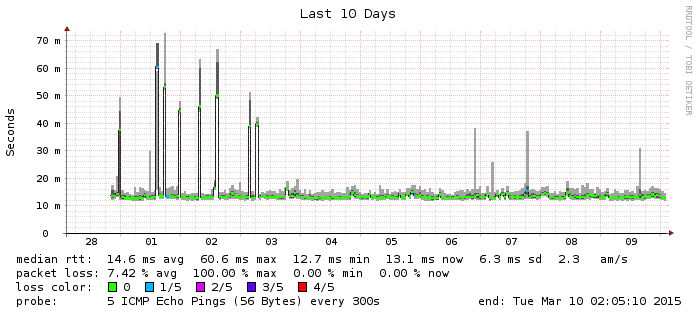 Last 10 Days
RRDTOOL / TOBI OETIKER
Seconds
70 m
60 m
50 m
40 m
30 m
20 m
10 m
0
28 01 02 03 04 05 06 07 08 09
median rtt: 14.6 ms avg 60.6 ms max 12.7 ms min 13.1 ms now 6.3 ms sd 2.3 am/s
packet loss: 7.42 % avg 100.00 % max 0.00 % min 0.00 % now
loss color: 0 1/5 2/5 3/5 4/5
probe: 5 ICMP Echo Pings (56 Bytes) every 300s end: Tue Mar 10 02:05:10 2015